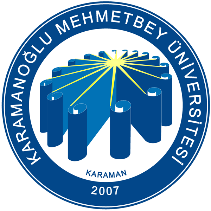 KARAMANOĞLU MEHMETBEY ÜNİVERSİTESİ
KARAMAN
2007